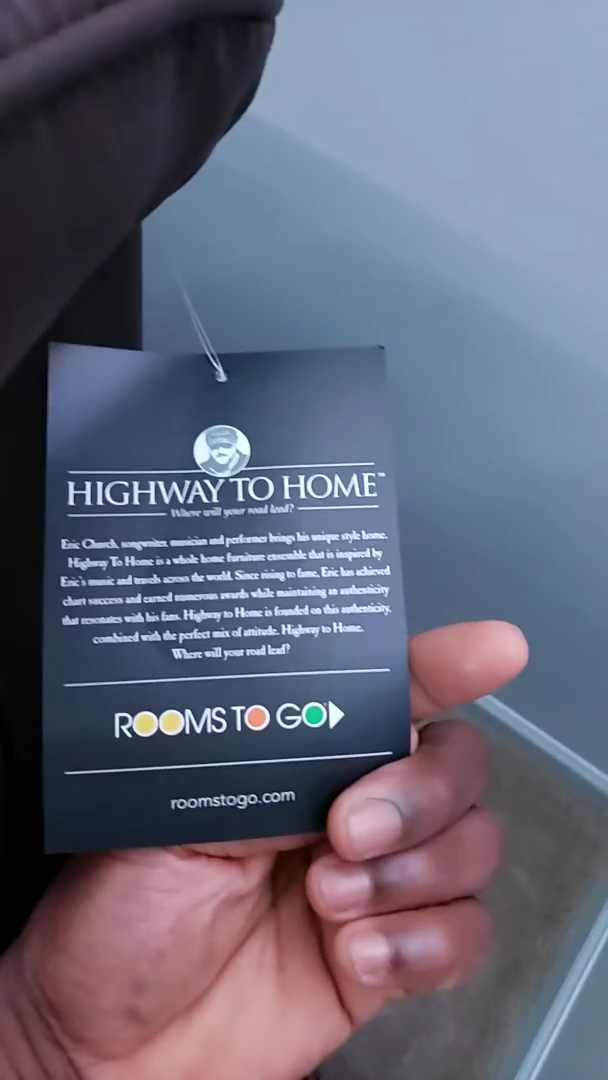 HIGHWAY TO HOME™
Where will your road lead?
Eric Church, songwriter, musician and performer brings his unique style home.
Highway To Home is a whole home furniture ensemble that is inspired by
Eric's music and travels across the world. Since rising to fame, Eric has achieved
chart success and earned numerous awards while maintaining an authenticity
that resonates with his fans. Highway to Home is founded on this authenticity,
combined with the perfect mix of attitude. Highway to Home.
Where will your road lead?
ROOMS TO GO
roomstogo.com